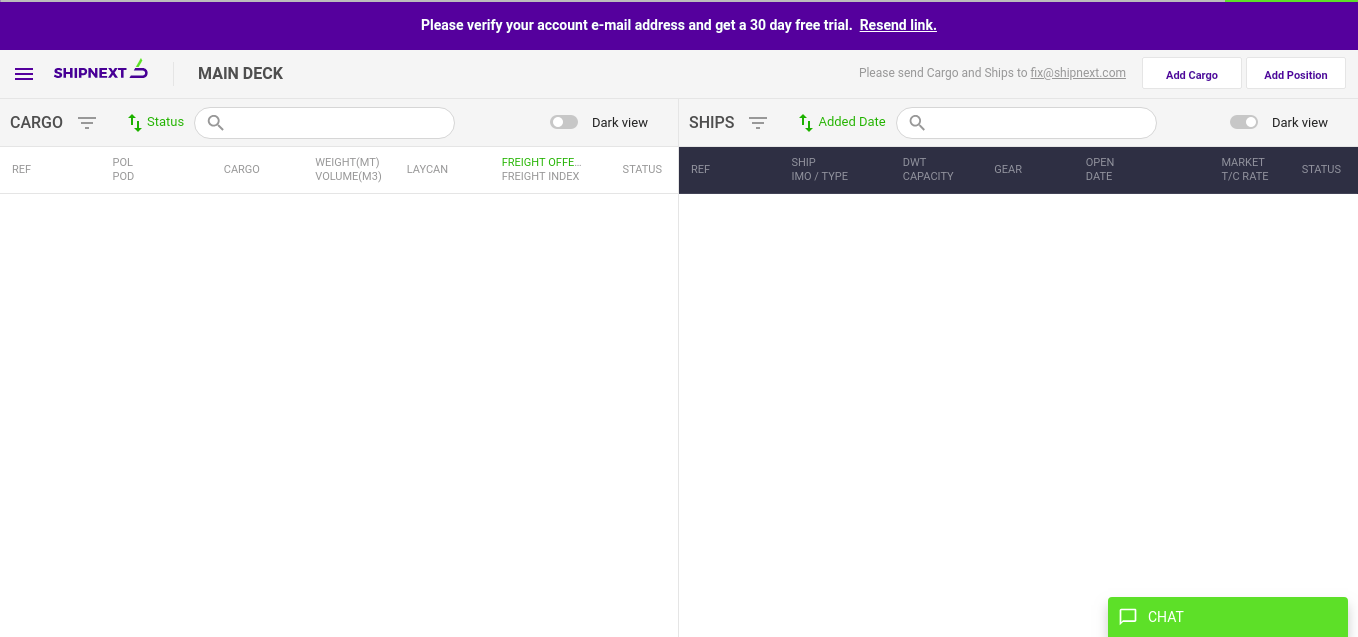 Please verify your account e-mail address and get a 30 day free trial. Resend link.
SHIPNEXT
MAIN DECK
Please send Cargo and Ships to fix@shipnext.com
Add Cargo
Add Position
CARGO
Status
Dark view
SHIPS
Added Date
Dark view
REF
POL
POD
CARGO
WEIGHT(MT)
VOLUME(M3)
LAYCAN
FREIGHT OFFE...
FREIGHT INDEX
STATUS
REF
SHIP
IMO / TYPE
DWT
CAPACITY
GEAR
OPEN
DATE
MARKET
T/C RATE
STATUS
CHAT